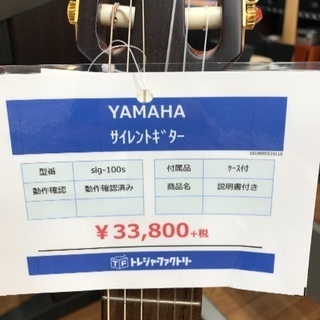 YAMAHA
サイレントギター
型番 slg-100s 付属品 ケース付
動作確認 動作確認済み 商品名 説明書付き
￥33,800+税
TF トレジャーファクトリー